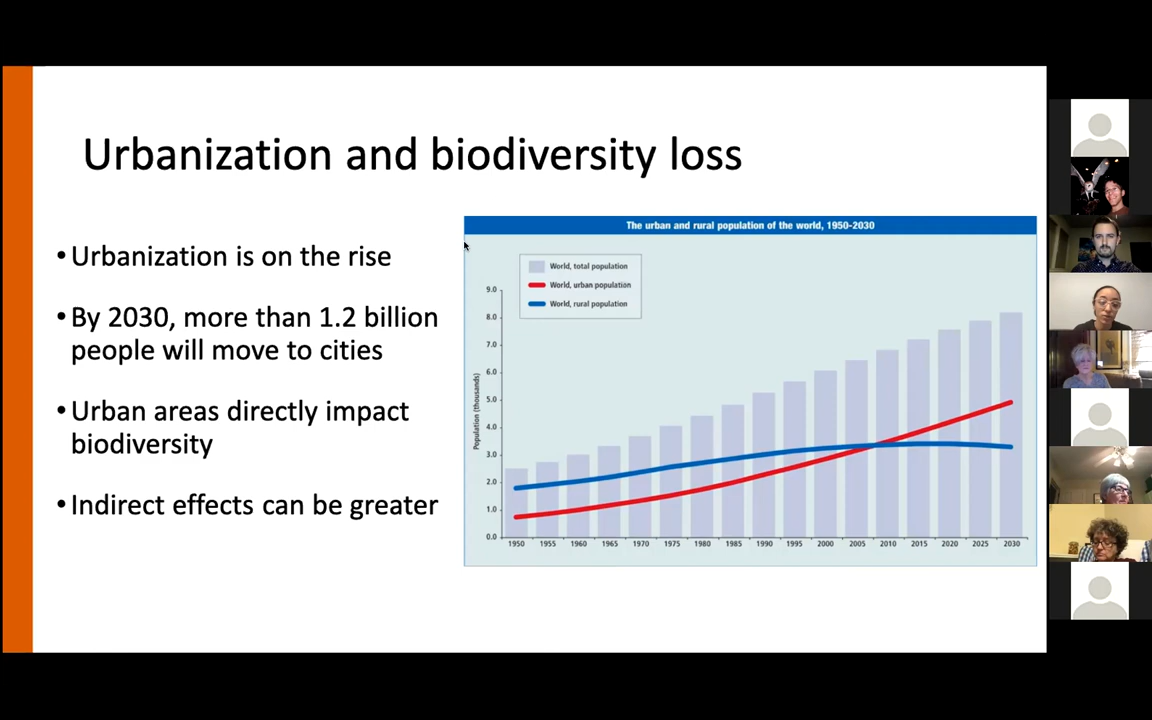 Urbanization and biodiversity loss
• Urbanization is on the rise
• By 2030, more than 1.2 billion
people will move to cities
• Urban areas directly impact
biodiversity
• Indirect effects can be greater
The urban and rural population of the world, 1950-2030
World, total population
World, urban population
World, rural population
Population (thousands)
9.0
8.0
7.0
6.0
5.0
4.0
3.0
2.0
1.0
0.0
1950 1955 1960 1965 1970 1975 1980 1985 1990 1995 2000 2005 2010 2015 2020 2025 2030